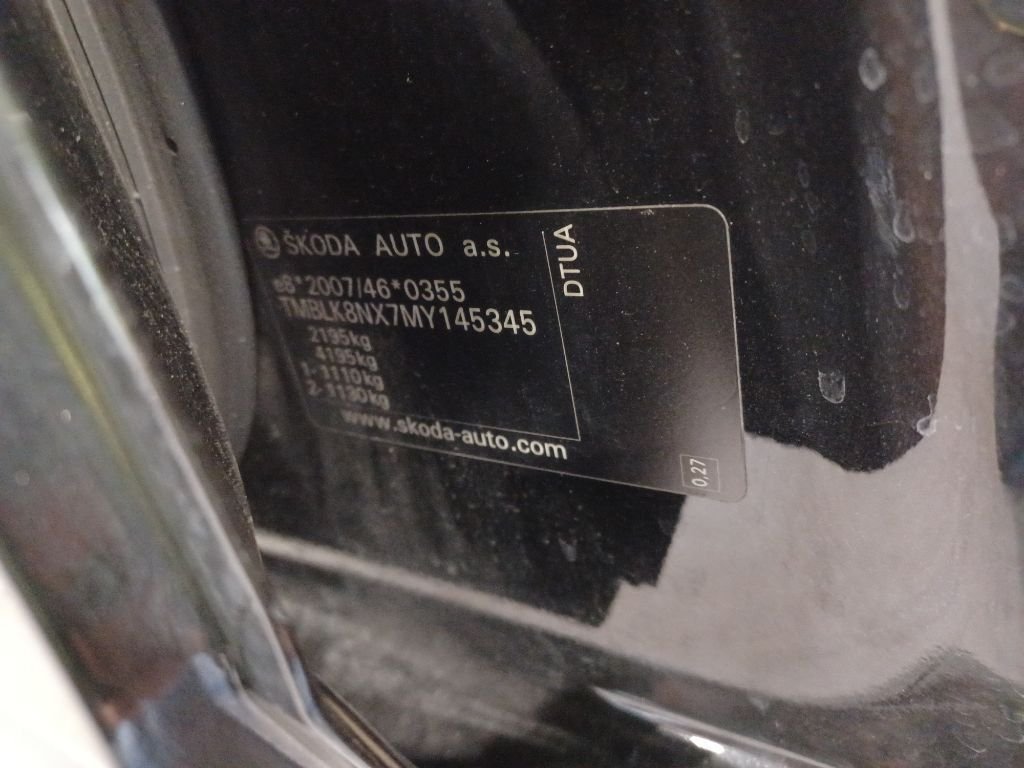 ŠKODA AUTO a.s.
e8*2007/46*0355
TMBLK8NX7MY145345
2195kg
4195kg
1-1110kg
2-1130kg
www.skoda-auto.com
DTUA
0,27